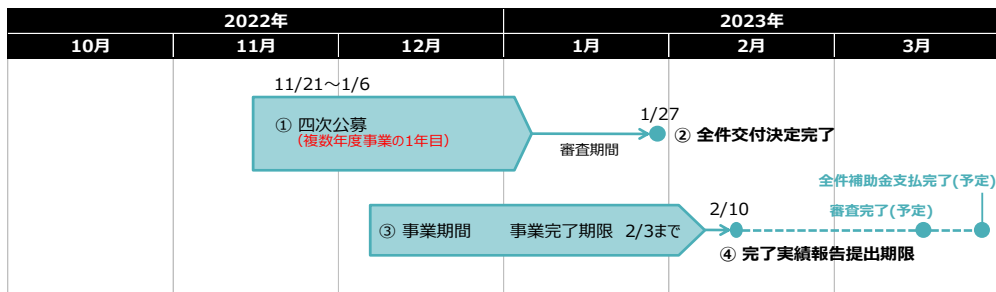 2022年 2023年
10月 11月 12月 1月 2月 3月
11/21～1/6
① 四次公募
（複数年度事業の1年目）
審査期間
1/27
② 全件交付決定完了
全件補助金支払完了(予定)
審査完了(予定)
③ 事業期間 事業完了期限 2/3まで
2/10
④ 完了実績報告提出期限